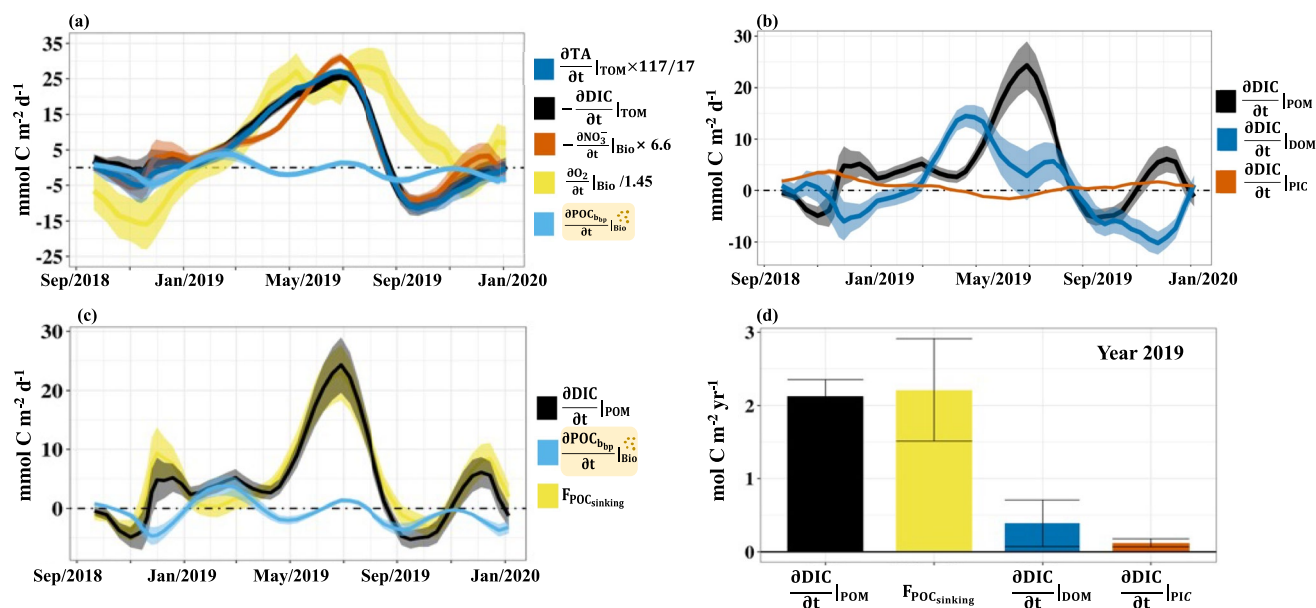 (a)
mmol C m⁻² d⁻¹
35
25
15
5
-5
-15
-25
Sep/2018 Jan/2019 May/2019 Sep/2019 Jan/2020
∂TA/∂t|TOM×117/17
−∂DIC/∂t|TOM
−∂NO₃⁻/∂t|Bio × 6.6
∂O₂/∂t|Bio /1.45
∂POC_bbp/∂t|Bio
(b)
mmol C m⁻² d⁻¹
30
20
10
0
-10
Sep/2018 Jan/2019 May/2019 Sep/2019 Jan/2020
∂DIC/∂t|POM
∂DIC/∂t|DOM
∂DIC/∂t|PIC
(c)
mmol C m⁻² d⁻¹
30
20
10
0
Sep/2018 Jan/2019 May/2019 Sep/2019 Jan/2020
∂DIC/∂t|POM
∂POC_bbp/∂t|Bio
F_POCsinking
(d)
Year 2019
mol C m⁻² yr⁻¹
3
2
1
0
∂DIC/∂t|POM F_POCsinking ∂DIC/∂t|DOM ∂DIC/∂t|PIC